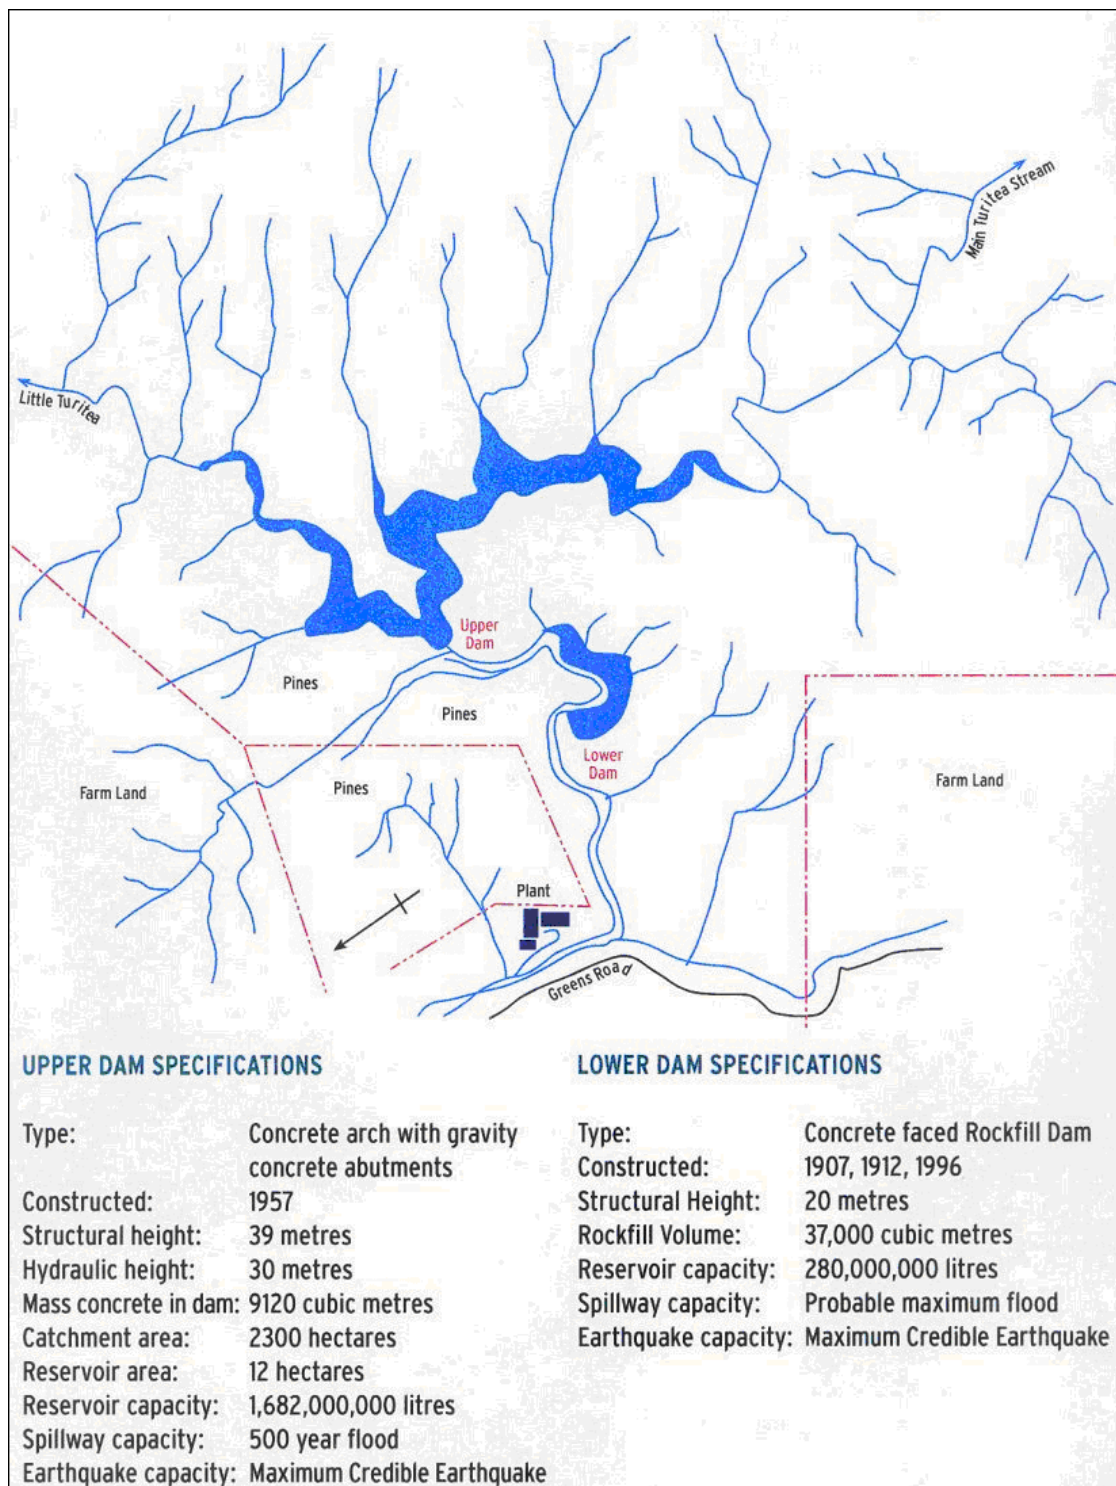 Main Turitea Stream
Little Turitea
Upper
Dam
Pines
Pines
Lower
Dam
Pines
Farm Land
Farm Land
Plant
Greens Road
UPPER DAM SPECIFICATIONS
Type: Concrete arch with gravity
concrete abutments
Constructed: 1957
Structural height: 39 metres
Hydraulic height: 30 metres
Mass concrete in dam: 9120 cubic metres
Catchment area: 2300 hectares
Reservoir area: 12 hectares
Reservoir capacity: 1,682,000,000 litres
Spillway capacity: 500 year flood
Earthquake capacity: Maximum Credible Earthquake
LOWER DAM SPECIFICATIONS
Type: Concrete faced Rockfill Dam
Constructed: 1907, 1912, 1996
Structural Height: 20 metres
Rockfill Volume: 37,000 cubic metres
Reservoir capacity: 280,000,000 litres
Spillway capacity: Probable maximum flood
Earthquake capacity: Maximum Credible Earthquake